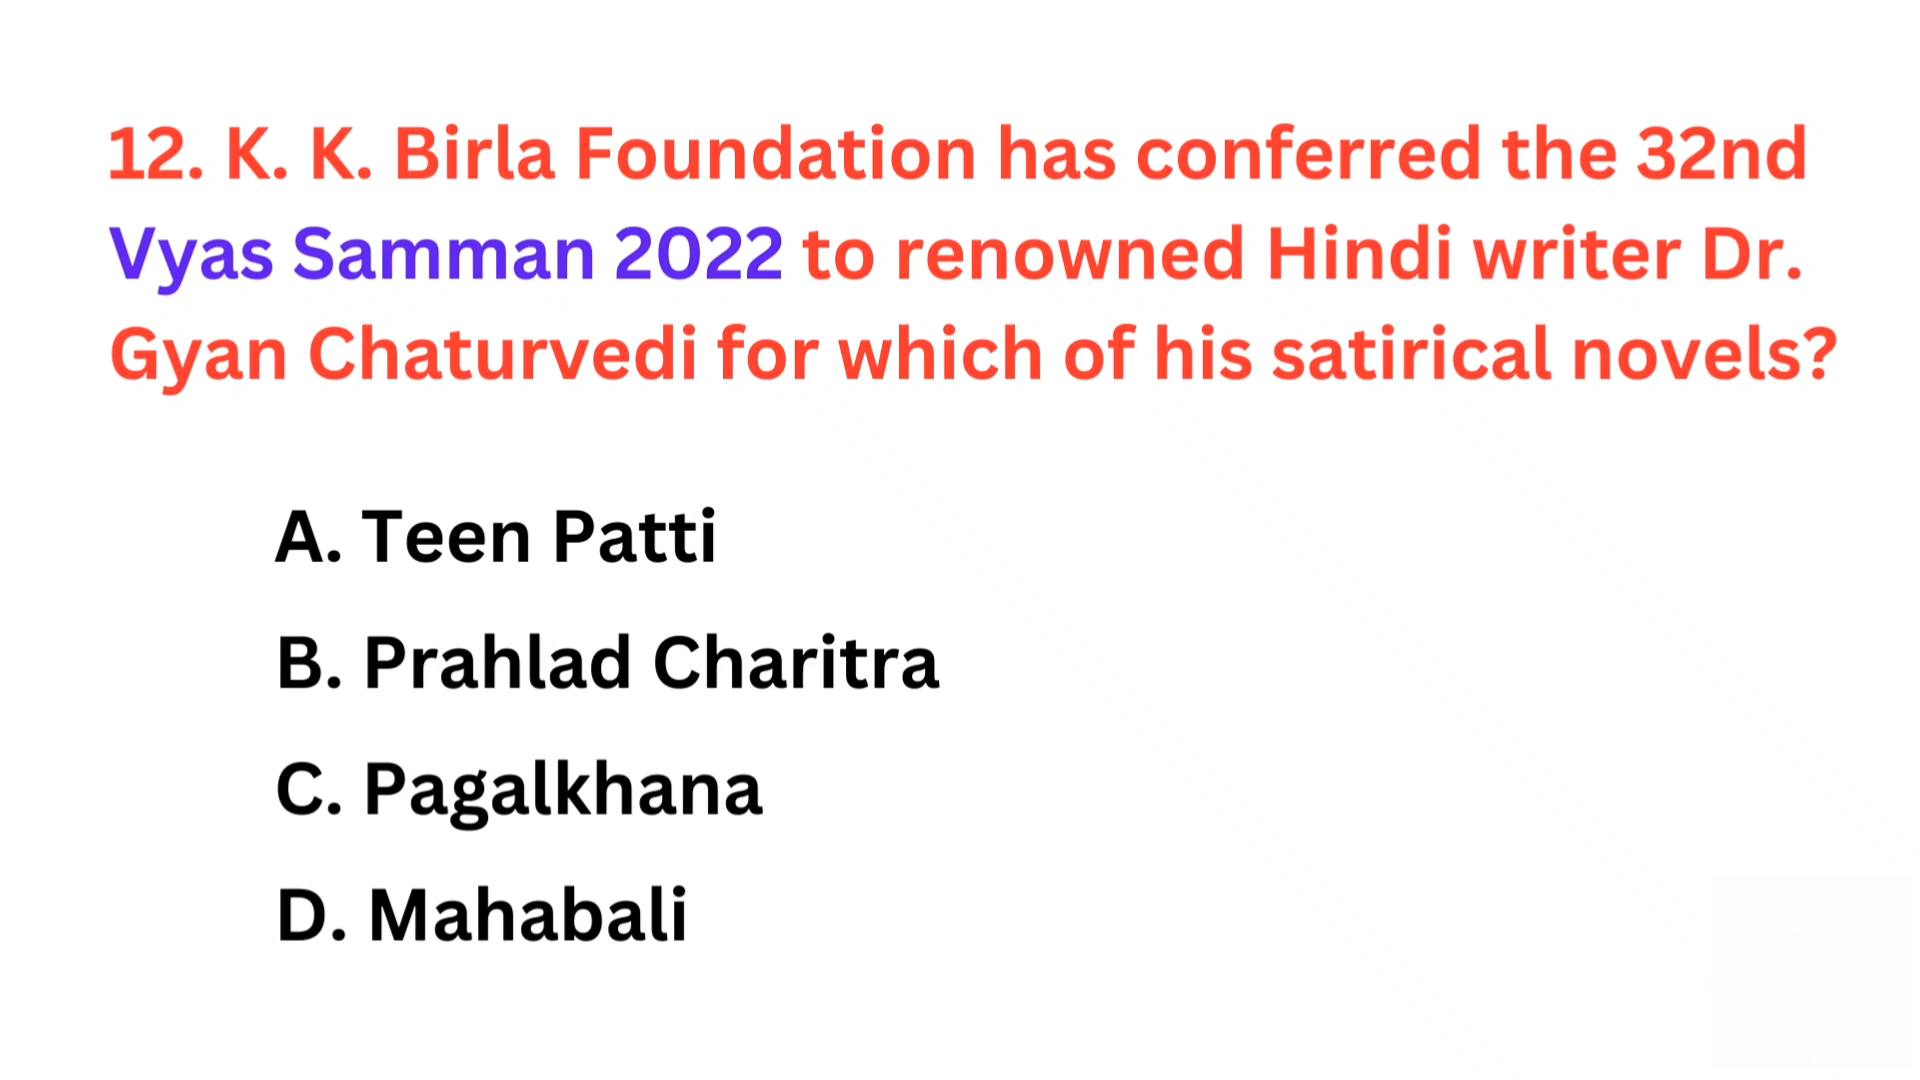 12. K. K. Birla Foundation has conferred the 32nd
Vyas Samman 2022 to renowned Hindi writer Dr.
Gyan Chaturvedi for which of his satirical novels?
A. Teen Patti
B. Prahlad Charitra
C. Pagalkhana
D. Mahabali